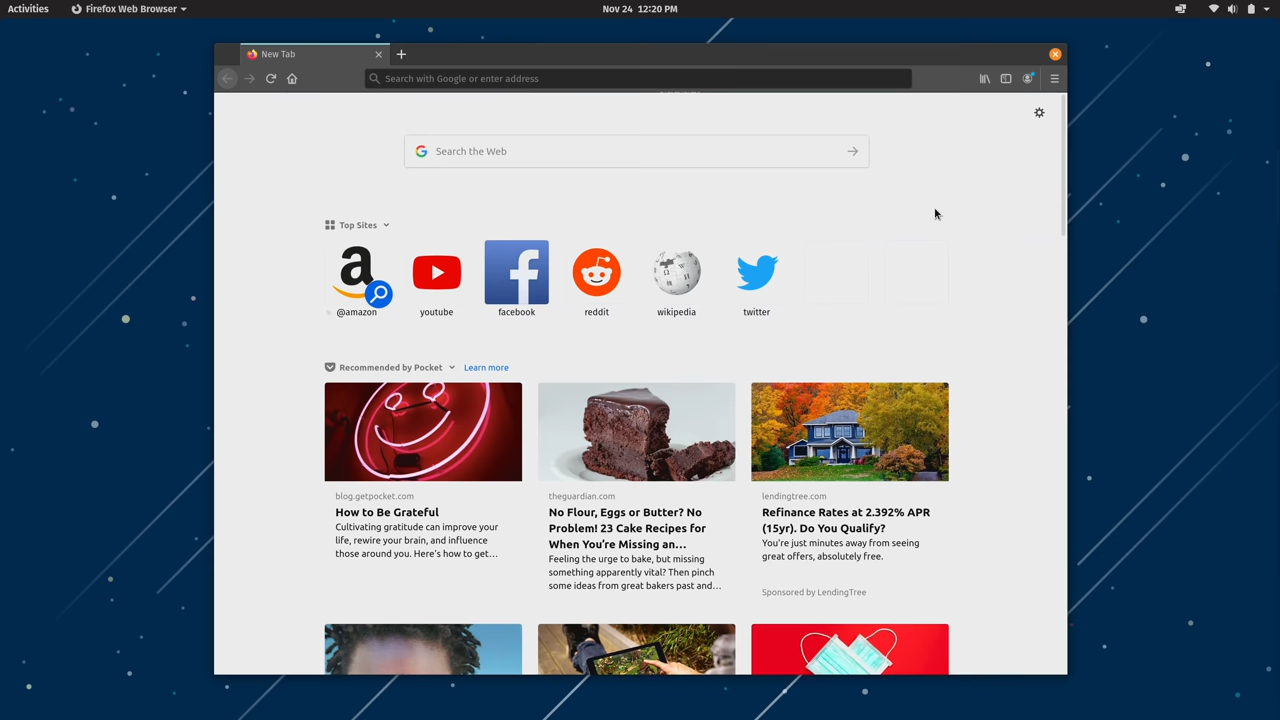 Activities
Firefox Web Browser
Nov 24 12:20 PM
New Tab
Search with Google or enter address
Search the Web
Top Sites
@amazon
youtube
facebook
reddit
wikipedia
twitter
Recommended by Pocket
Learn more
blog.getpocket.com
How to Be Grateful
Cultivating gratitude can improve your
life, rewire your brain, and influence
those around you. Here's how to get…
theguardian.com
No Flour, Eggs or Butter? No
Problem! 23 Cake Recipes for
When You're Missing an…
Feeling the urge to bake, but missing
something apparently vital? Then pinch
some ideas from great bakers past and…
lendingtree.com
Refinance Rates at 2.392% APR
(15yr). Do You Qualify?
You're just minutes away from seeing
great offers, absolutely free.
Sponsored by LendingTree